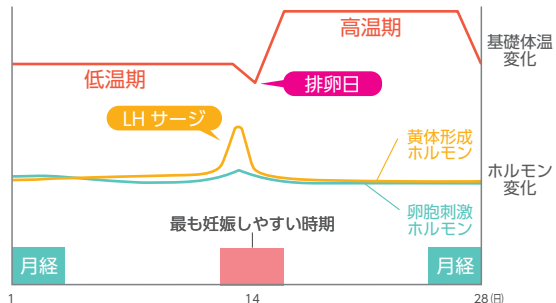 高温期
基礎体温
変化
低温期
排卵日
LH サージ
黄体形成
ホルモン
ホルモン
変化
卵胞刺激
ホルモン
最も妊娠しやすい時期
月経
月経
1
14
28(日)